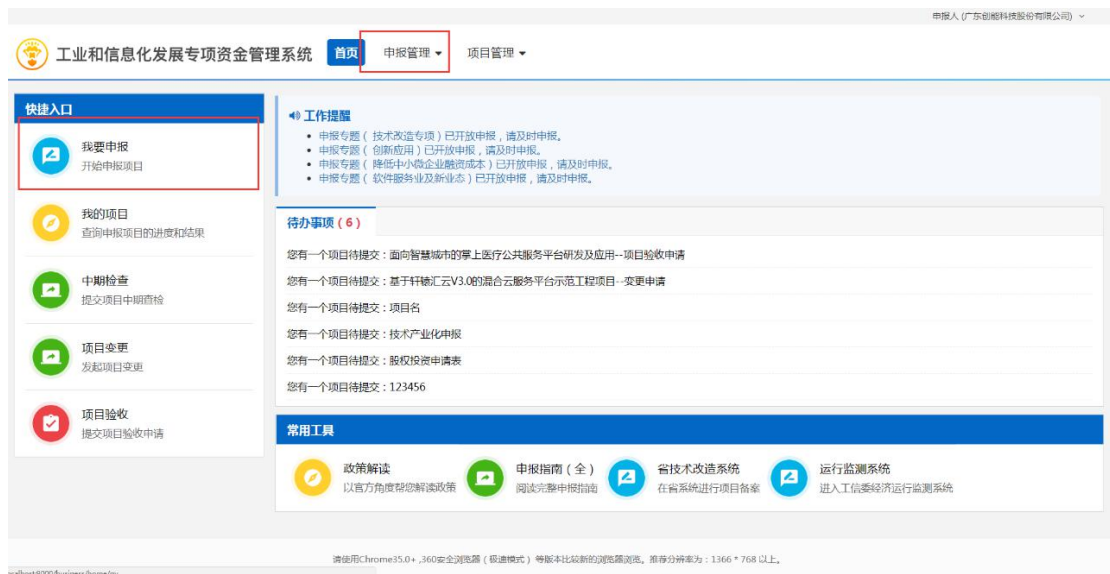 申报人 (广东创能科技股份有限公司)
工业和信息化发展专项资金管理系统 首页 申报管理 项目管理
快捷入口
我要申报
开始申报项目
我的项目
查询申报项目的进度和结果
中期检查
提交项目中期查检
项目变更
发起项目变更
项目验收
提交项目验收申请
工作提醒
申报专题（技术改造专项）已开放申报，请及时申报。
申报专题（创新应用）已开放申报，请及时申报。
申报专题（降低中小微企业融资成本）已开放申报，请及时申报。
申报专题（软件服务业及新业态）已开放申报，请及时申报。
待办事项（6）
您有一个项目待提交：面向智慧城市的掌上医疗公共服务平台研发及应用--项目验收申请
您有一个项目待提交：基于轩辕汇云V3.0的混合云服务平台示范工程项目--变更申请
您有一个项目待提交：项目名
您有一个项目待提交：技术产业化申报
您有一个项目待提交：股权投资申请表
您有一个项目待提交：123456
常用工具
政策解读
以官方角度帮您解读政策
申报指南（全）
阅读完整申报指南
省技术改造系统
在省系统进行项目备案
运行监测系统
进入工信委经济运行监测系统
请使用Chrome35.0+ ,360安全浏览器（极速模式）等版本比较新的浏览器浏览。推荐分辨率为：1366 * 768 以上。